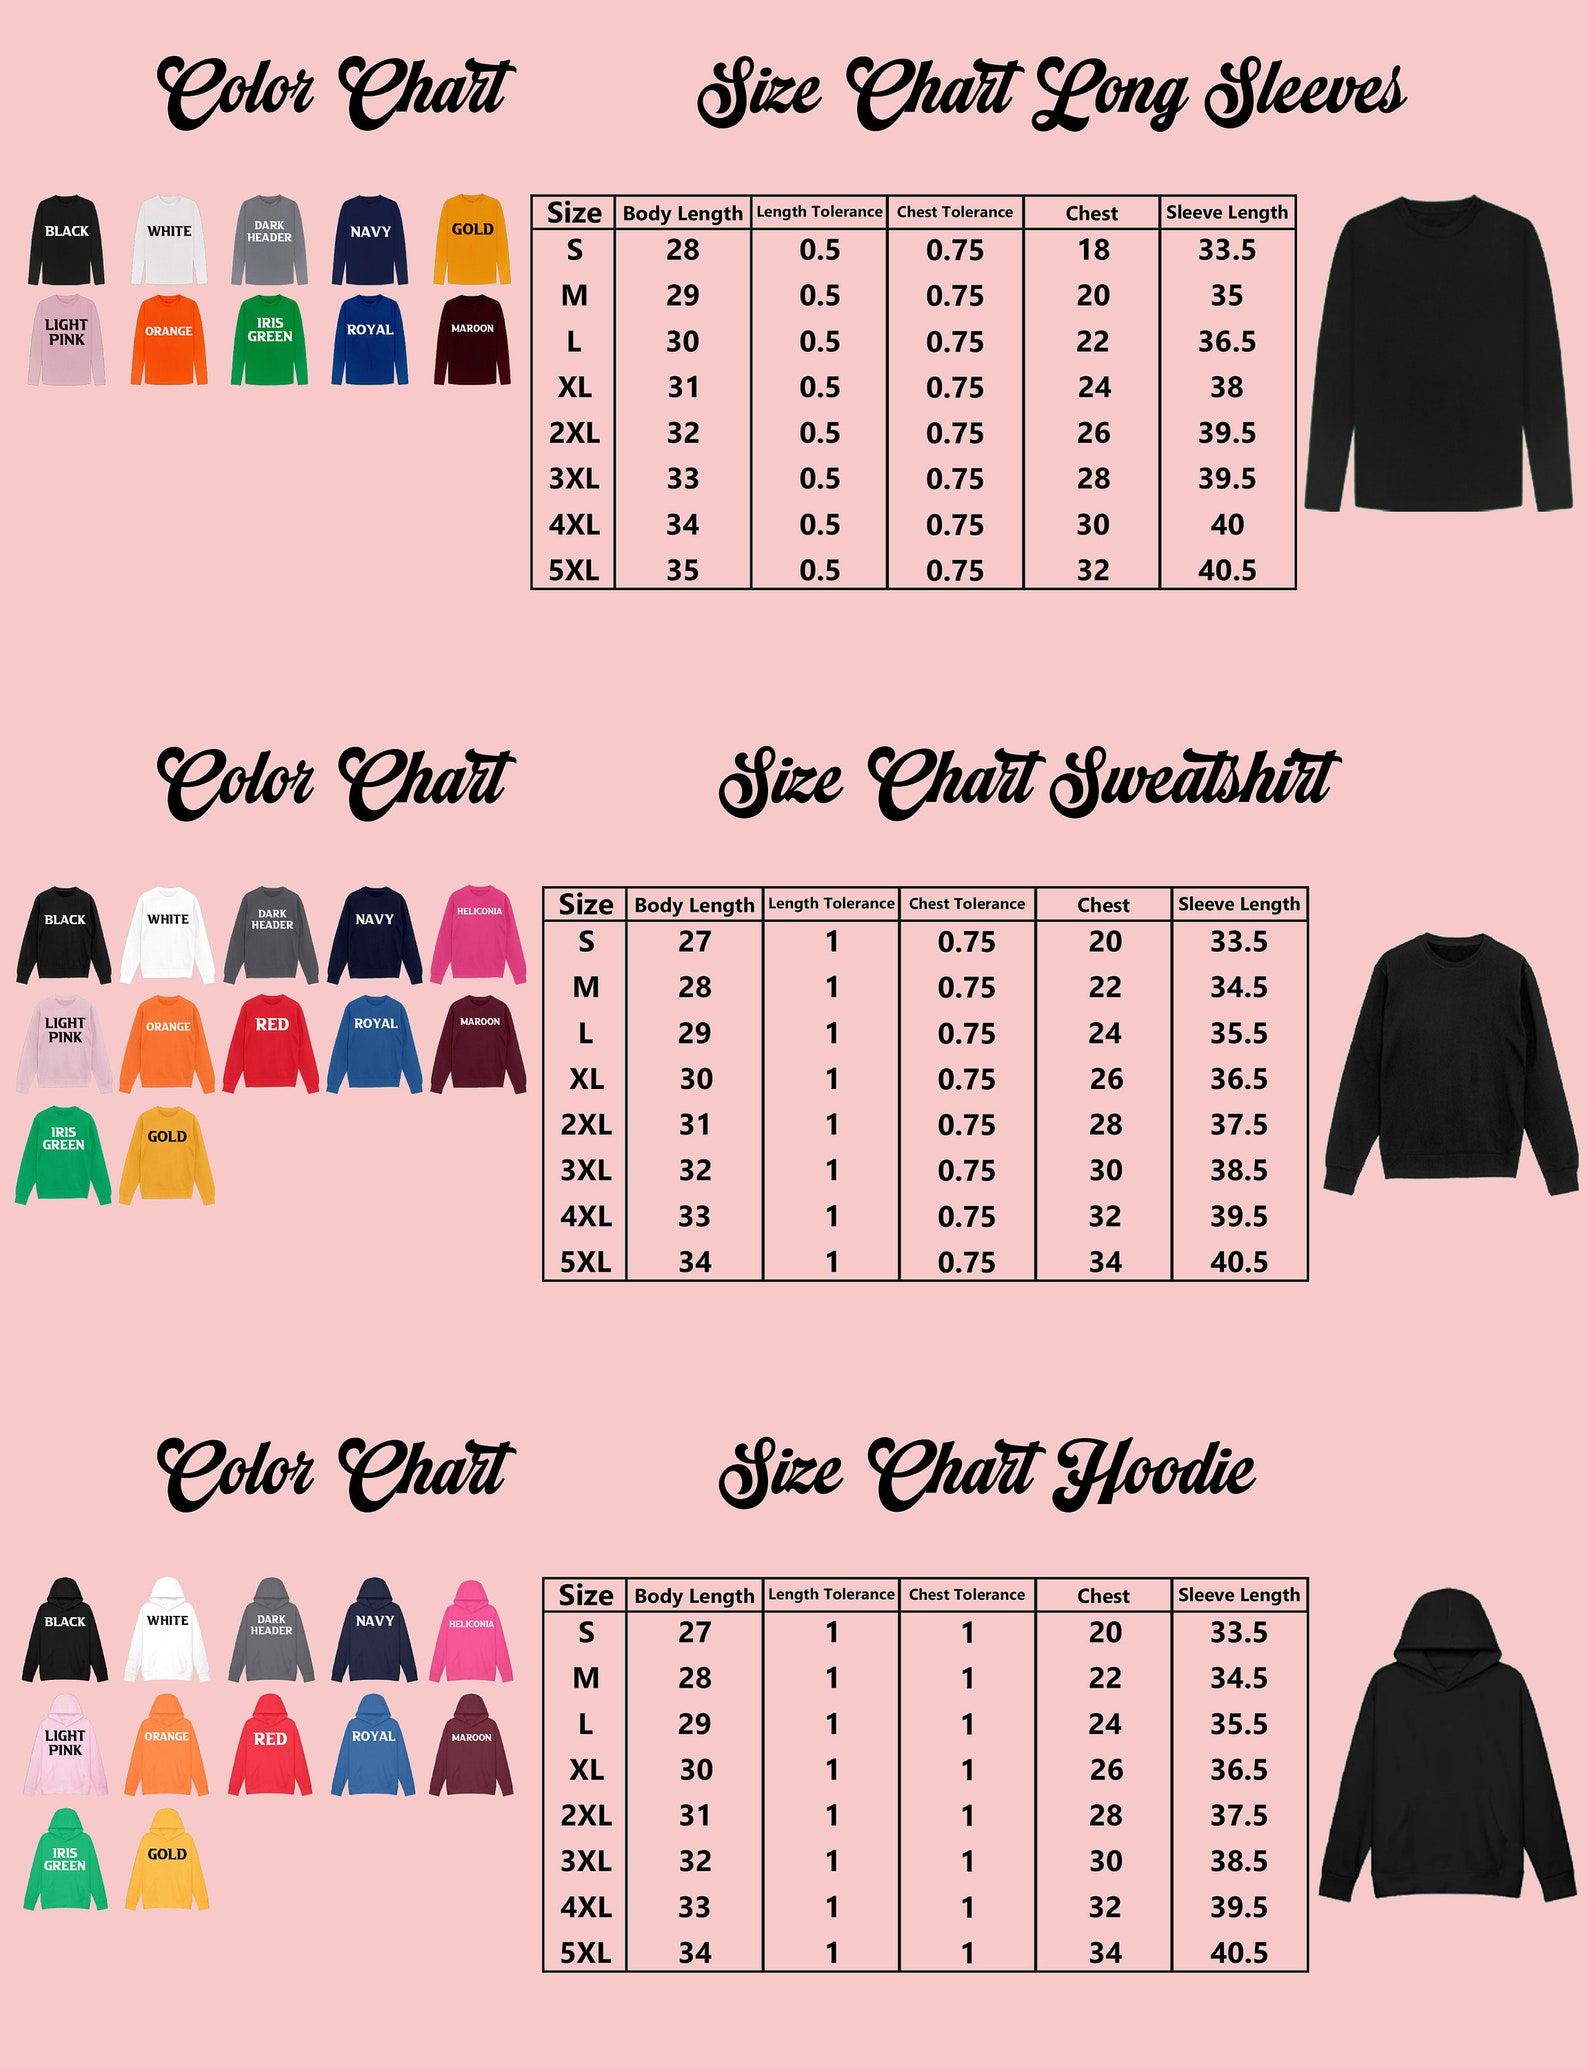 Color Chart
Size Chart Long Sleeves
BLACK
WHITE
DARK
HEADER
NAVY
GOLD
LIGHT
PINK
ORANGE
IRIS
GREEN
ROYAL
MAROON
Size Body Length Length Tolerance Chest Tolerance Chest Sleeve Length
S 28 0.5 0.75 18 33.5
M 29 0.5 0.75 20 35
L 30 0.5 0.75 22 36.5
XL 31 0.5 0.75 24 38
2XL 32 0.5 0.75 26 39.5
3XL 33 0.5 0.75 28 39.5
4XL 34 0.5 0.75 30 40
5XL 35 0.5 0.75 32 40.5
Color Chart
Size Chart Sweatshirt
BLACK
WHITE
DARK
HEADER
NAVY
HELICONIA
LIGHT
PINK
ORANGE
RED
ROYAL
MAROON
IRIS
GREEN
GOLD
Size Body Length Length Tolerance Chest Tolerance Chest Sleeve Length
S 27 1 0.75 20 33.5
M 28 1 0.75 22 34.5
L 29 1 0.75 24 35.5
XL 30 1 0.75 26 36.5
2XL 31 1 0.75 28 37.5
3XL 32 1 0.75 30 38.5
4XL 33 1 0.75 32 39.5
5XL 34 1 0.75 34 40.5
Color Chart
Size Chart Hoodie
BLACK
WHITE
DARK
HEADER
NAVY
HELICONIA
LIGHT
PINK
ORANGE
RED
ROYAL
MAROON
IRIS
GREEN
GOLD
Size Body Length Length Tolerance Chest Tolerance Chest Sleeve Length
S 27 1 1 20 33.5
M 28 1 1 22 34.5
L 29 1 1 24 35.5
XL 30 1 1 26 36.5
2XL 31 1 1 28 37.5
3XL 32 1 1 30 38.5
4XL 33 1 1 32 39.5
5XL 34 1 1 34 40.5